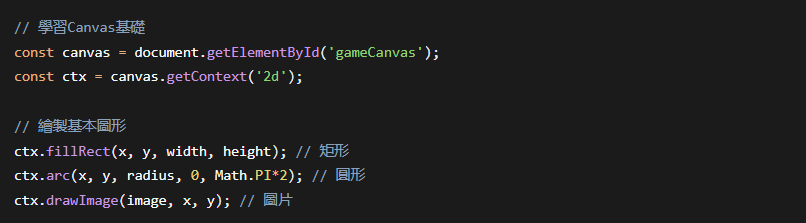 // 學習Canvas基礎
const canvas = document.getElementById('gameCanvas');
const ctx = canvas.getContext('2d');
// 繪製基本圖形
ctx.fillRect(x, y, width, height); // 矩形
ctx.arc(x, y, radius, 0, Math.PI*2); // 圓形
ctx.drawImage(image, x, y); // 圖片